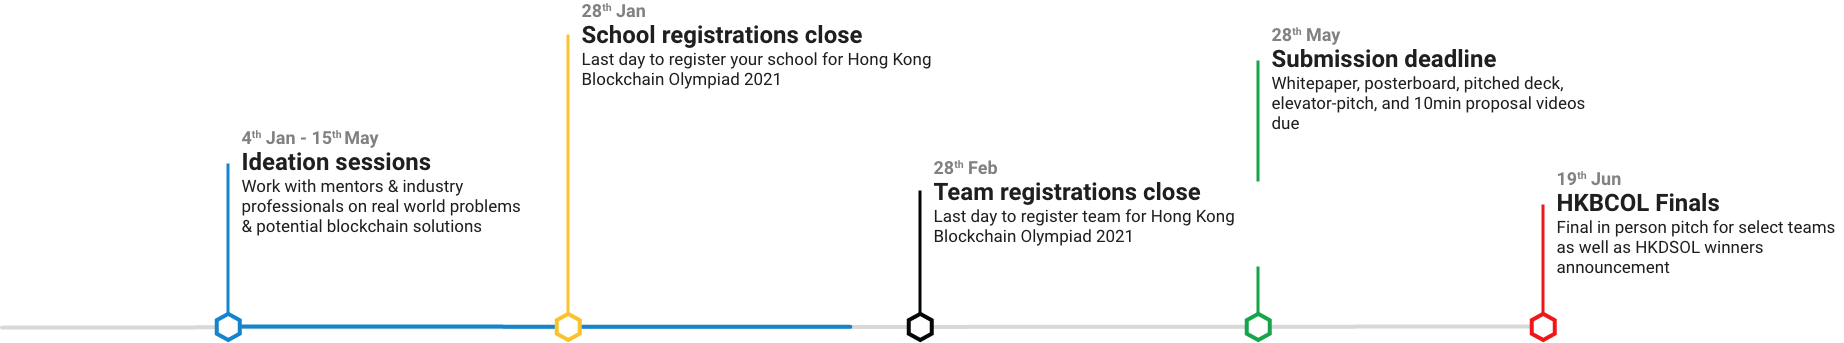 4th Jan - 15th May
Ideation sessions
Work with mentors & industry
professionals on real world problems
& potential blockchain solutions
28th Jan
School registrations close
Last day to register your school for Hong Kong
Blockchain Olympiad 2021
28th Feb
Team registrations close
Last day to register team for Hong Kong
Blockchain Olympiad 2021
28th May
Submission deadline
Whitepaper, posterboard, pitched deck,
elevator-pitch, and 10min proposal videos
due
19th Jun
HKBCOL Finals
Final in person pitch for select teams
as well as HKDSOL winners
announcement